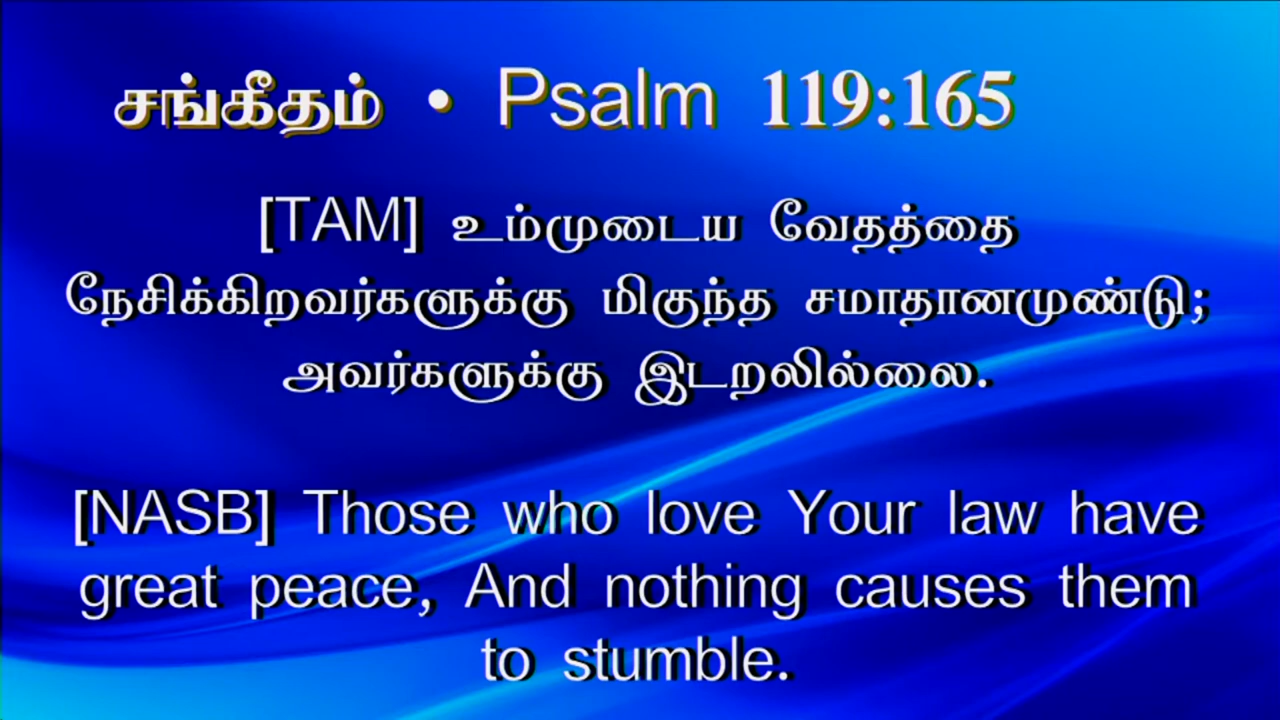 சங்கீதம் • Psalm 119:165
[TAM] உம்முடைய வேதத்தை
நேசிக்கிறவர்களுக்கு மிகுந்த சமாதானமுண்டு;
அவர்களுக்கு இடறலில்லை.
[NASB] Those who love Your law have
great peace, And nothing causes them
to stumble.